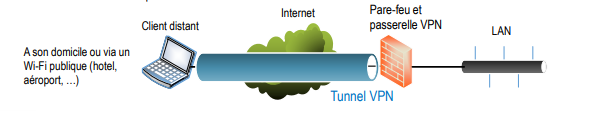 Internet
Pare-feu et
passerelle VPN
Client distant
LAN
A son domicile ou via un
Wi-Fi publique (hotel,
aéroport, ...)
Tunnel VPN